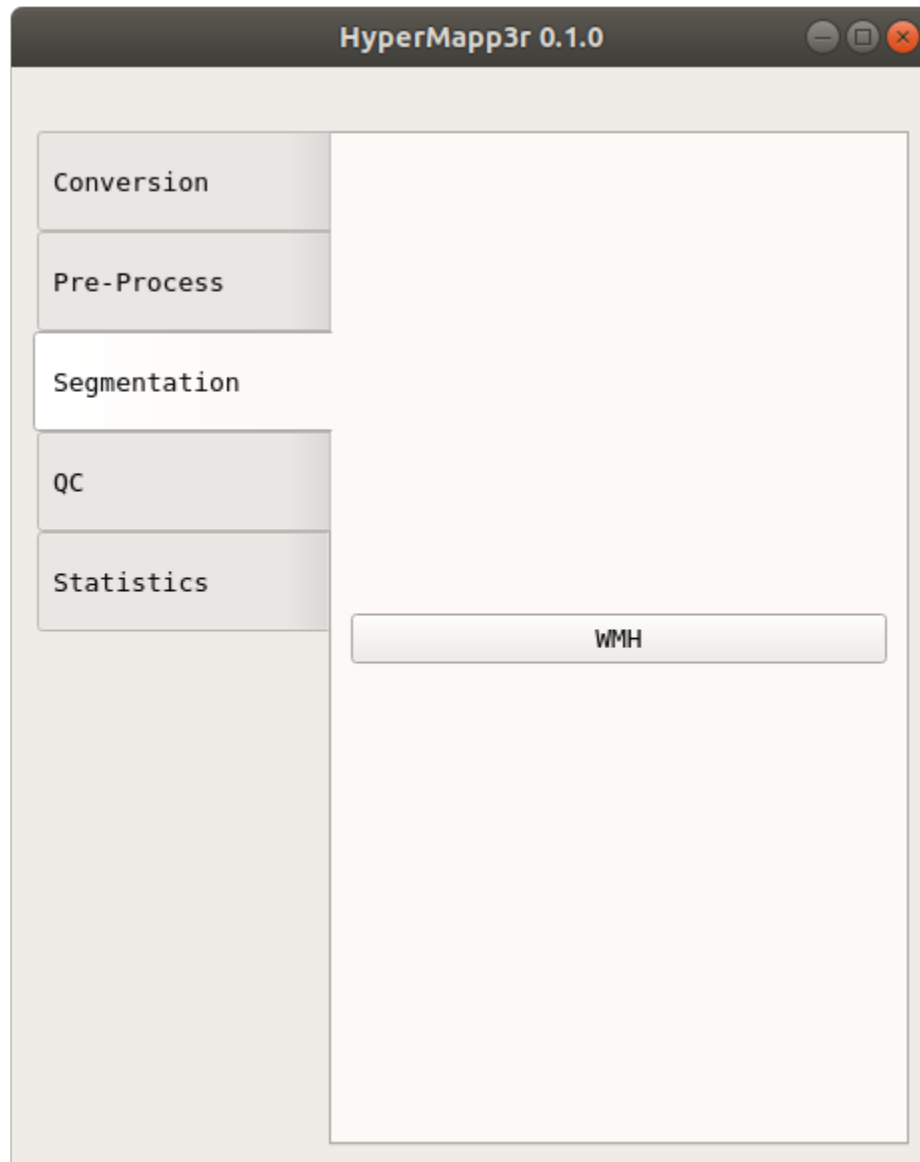 HyperMapp3r 0.1.0
Conversion
Pre-Process
Segmentation
QC
Statistics
WMH